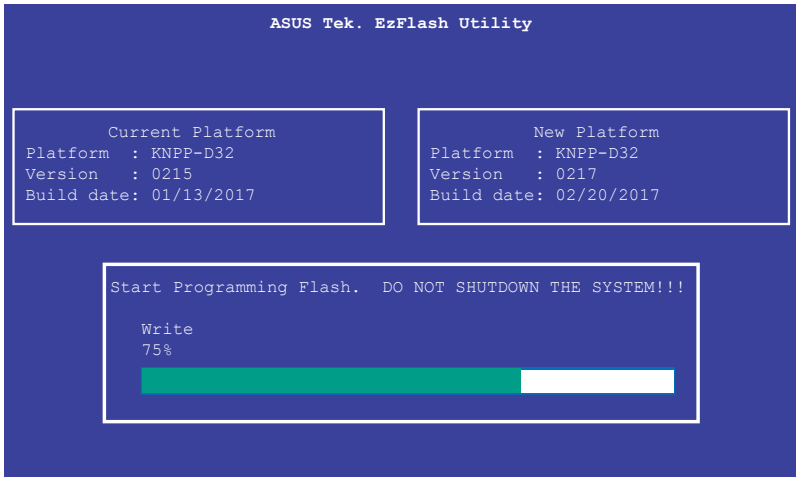 ASUS Tek. EzFlash Utility
Current Platform
Platform : KNPP-D32
Version : 0215
Build date: 01/13/2017
New Platform
Platform : KNPP-D32
Version : 0217
Build date: 02/20/2017
Start Programming Flash. DO NOT SHUTDOWN THE SYSTEM!!!
Write
75%